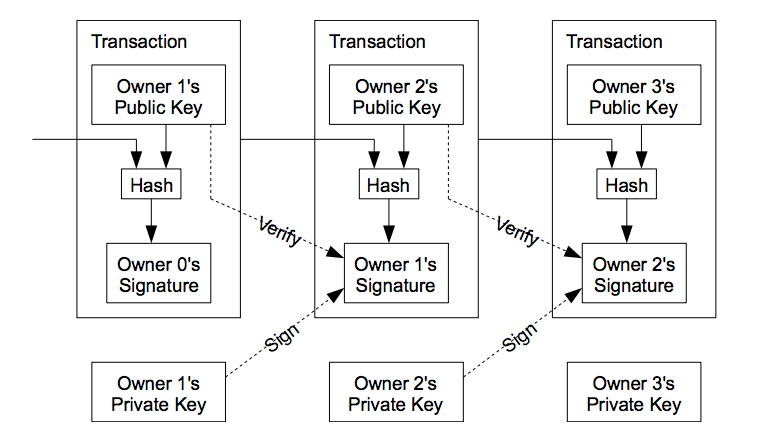 Transaction
Owner 1's
Public Key
Hash
Owner 0's
Signature
Transaction
Owner 2's
Public Key
Hash
Verify
Owner 1's
Signature
Transaction
Owner 3's
Public Key
Hash
Verify
Owner 2's
Signature
Sign
Sign
Owner 1's
Private Key
Owner 2's
Private Key
Owner 3's
Private Key